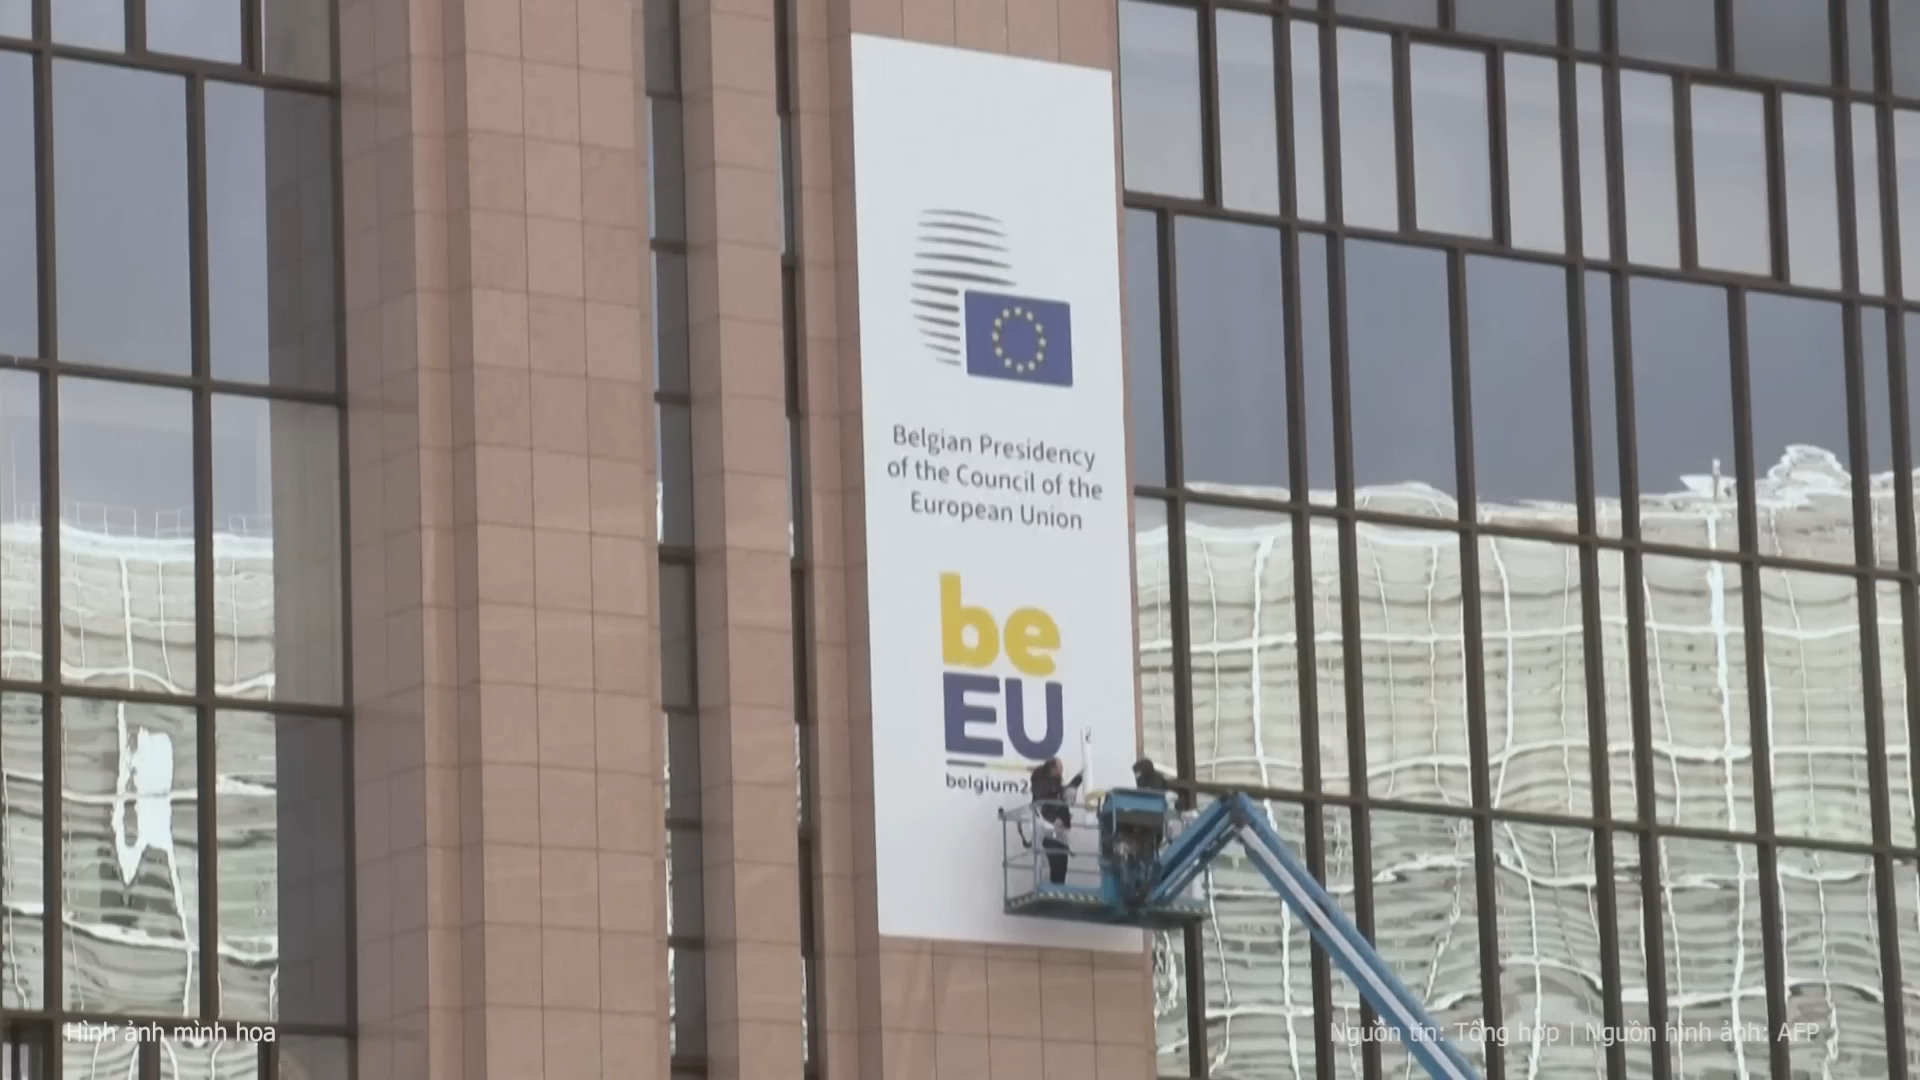 Belgian Presidency
of the Council of the
European Union
be
EU
belgium2
Hình ảnh minh họa
Nguồn tin: Tổng hợp | Nguồn hình ảnh: AFP